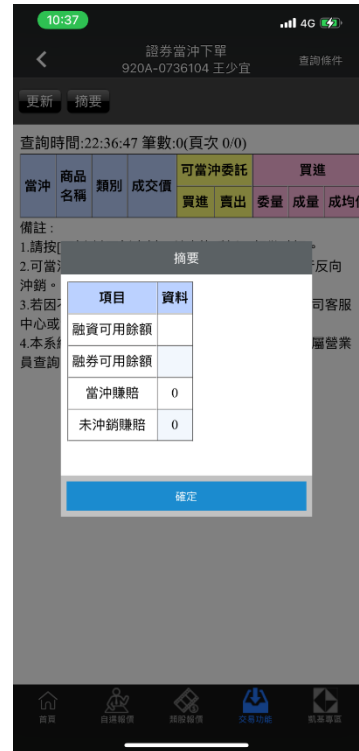 10:37
4G
證券當沖下單
920A-0736104 王少宜
查詢條件
更新 摘要
查詢時間:22:36:47 筆數:0(頁次 0/0)
當沖 商品名稱 類別 成交價 可當沖委託 買進
買進 賣出 委量 成量 成均
備註 :
1.請按
2.可當 反向
沖銷。
3.若因 司客服
中心或
4.本系 屬營業
員查詢
摘要
項目 資料
融資可用餘額
融券可用餘額
當沖賺賠 0
未沖銷賺賠 0
確定
首頁 自選報價 類股報價 交易功能 凱基專區